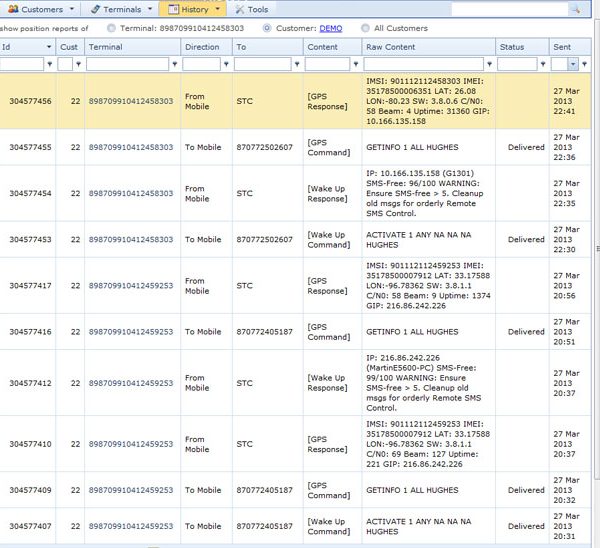 Customers Terminals History Tools
show position reports of Terminal: 898709910412458303 Customer: DEMO All Customers
Id Cust Terminal Direction To Content Raw Content Status Sent
304577456 22 898709910412458303 From Mobile STC [GPS Response] IMSI: 901112112458303 IMEI: 35178500006351 LAT: 26.08 LON:-80.23 SW: 3.8.0.6 C/N0: 58 Beam: 4 Uptime: 31360 GIP: 10.166.135.158 27 Mar 2013 22:41
304577455 22 898709910412458303 To Mobile 870772502607 [GPS Command] GETINFO 1 ALL HUGHES Delivered 27 Mar 2013 22:36
304577454 22 898709910412458303 From Mobile STC [Wake Up Response] IP: 10.166.135.158 (G1301) SMS-Free: 96/100 WARNING: Ensure SMS-free > 5. Cleanup old msgs for orderly Remote SMS Control. 27 Mar 2013 22:35
304577453 22 898709910412458303 To Mobile 870772502607 [Wake Up Command] ACTIVATE 1 ANY NA NA NA HUGHES Delivered 27 Mar 2013 22:30
304577417 22 898709910412459253 From Mobile STC [GPS Response] IMSI: 901112112459253 IMEI: 35178500007912 LAT: 33.17588 LON:-96.78362 SW: 3.8.1.1 C/N0: 58 Beam: 9 Uptime: 1374 GIP: 216.86.242.226 27 Mar 2013 20:56
304577416 22 898709910412459253 To Mobile 870772405187 [GPS Command] GETINFO 1 ALL HUGHES Delivered 27 Mar 2013 20:51
304577412 22 898709910412459253 From Mobile STC [Wake Up Response] IP: 216.86.242.226 (MartinE5600-PC) SMS-Free: 99/100 WARNING: Ensure SMS-free > 5. Cleanup old msgs for orderly Remote SMS Control. 27 Mar 2013 20:37
304577410 22 898709910412459253 From Mobile STC [GPS Response] IMSI: 901112112459253 IMEI: 35178500007912 LAT: 33.17588 LON:-96.78362 SW: 3.8.1.1 C/N0: 69 Beam: 127 Uptime: 221 GIP: 216.86.242.226 27 Mar 2013 20:37
304577409 22 898709910412459253 To Mobile 870772405187 [GPS Command] GETINFO 1 ALL HUGHES Delivered 27 Mar 2013 20:32
304577407 22 898709910412459253 To Mobile 870772405187 [Wake Up Command] ACTIVATE 1 ANY NA NA NA HUGHES Delivered 27 Mar 2013 20:31